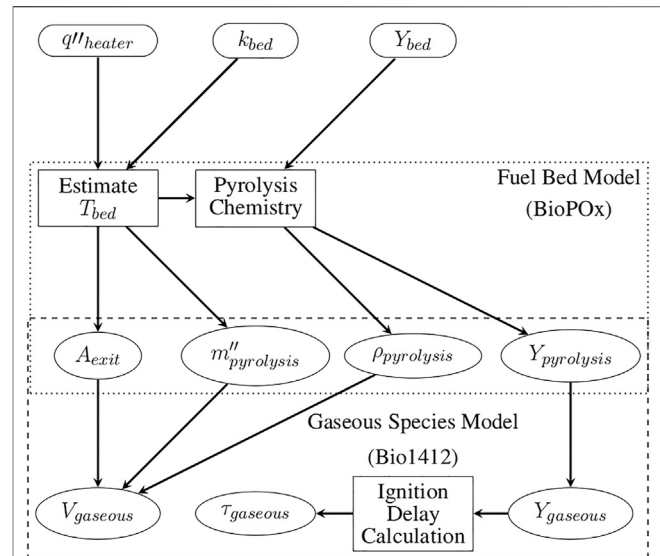 q′′heater
kbed
Ybed
Estimate
Tbed
Pyrolysis
Chemistry
Fuel Bed Model
(BioPOx)
Aexit
m′′pyrolysis
ρpyrolysis
Ypyrolysis
Gaseous Species Model
(Bio1412)
Vgaseous
τgaseous
Ignition
Delay
Calculation
Ygaseous